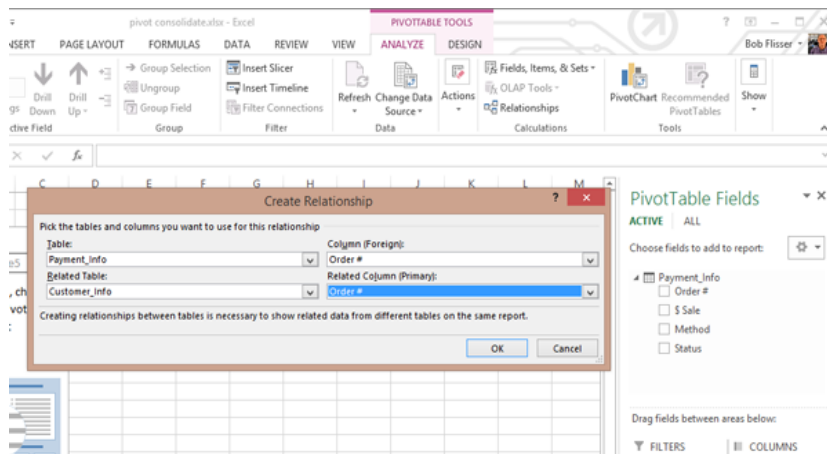 pivot consolidate.xlsx - Excel
PIVOTTABLE TOOLS
?
NSERT PAGE LAYOUT FORMULAS DATA REVIEW VIEW ANALYZE DESIGN
Bob Flisser
Drill Down
Drill Up
Group Selection
Ungroup
Group Field
Group
Insert Slicer
Insert Timeline
Filter Connections
Filter
Refresh
Change Data Source
Data
Actions
Fields, Items, & Sets
OLAP Tools
Relationships
Calculations
PivotChart
Recommended PivotTables
Tools
Show
ctive Field
fx
C D E F G H I J K L M
Create Relationship
?
Pick the tables and columns you want to use for this relationship
Table:
Column (Foreign):
Payment_Info
Order #
Related Table:
Related Column (Primary):
Customer_Info
Order #
Creating relationships between tables is necessary to show related data from different tables on the same report.
OK
Cancel
, ch
vot
PivotTable Fields
ACTIVE ALL
Choose fields to add to report:
Payment_Info
Order #
$ Sale
Method
Status
Drag fields between areas below:
FILTERS
COLUMNS